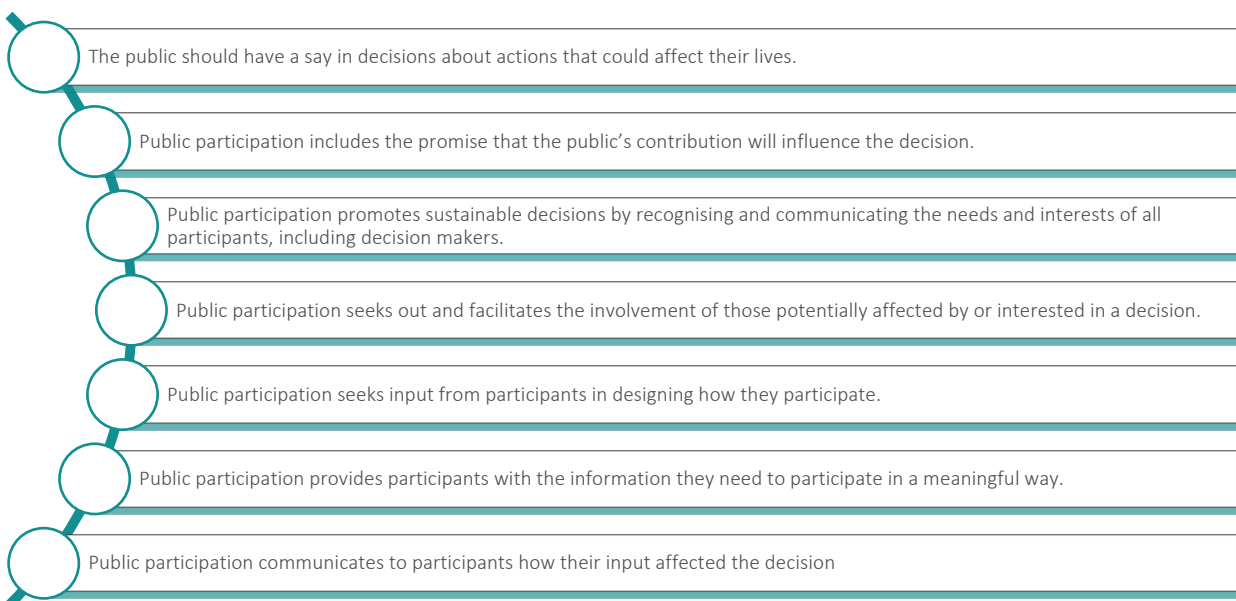 The public should have a say in decisions about actions that could affect their lives.
Public participation includes the promise that the public’s contribution will influence the decision.
Public participation promotes sustainable decisions by recognising and communicating the needs and interests of all
participants, including decision makers.
Public participation seeks out and facilitates the involvement of those potentially affected by or interested in a decision.
Public participation seeks input from participants in designing how they participate.
Public participation provides participants with the information they need to participate in a meaningful way.
Public participation communicates to participants how their input affected the decision